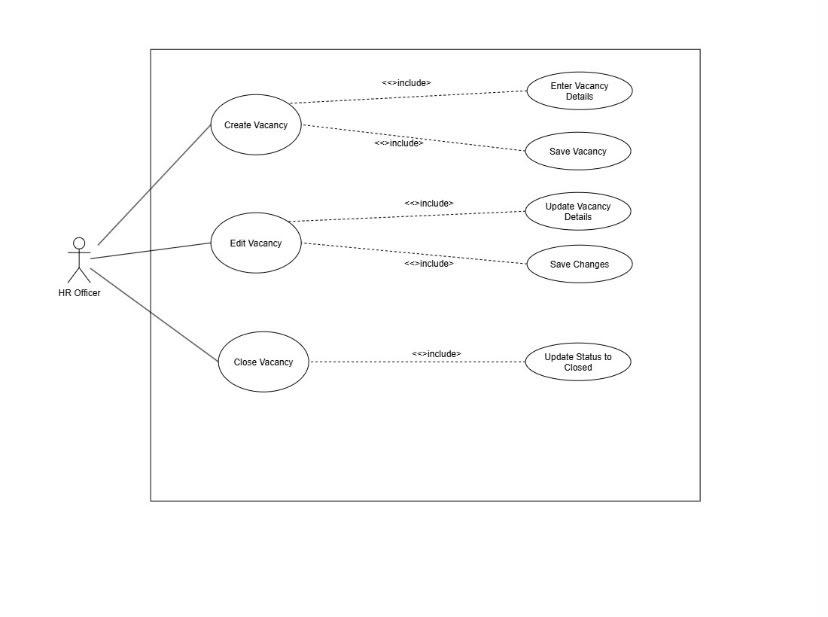 <<>include>
Enter Vacancy
Details
Create Vacancy
<<>include>
Save Vacancy
<<>include>
Update Vacancy
Details
Edit Vacancy
<<>include>
Save Changes
HR Officer
<<>include>
Update Status to
Closed
Close Vacancy